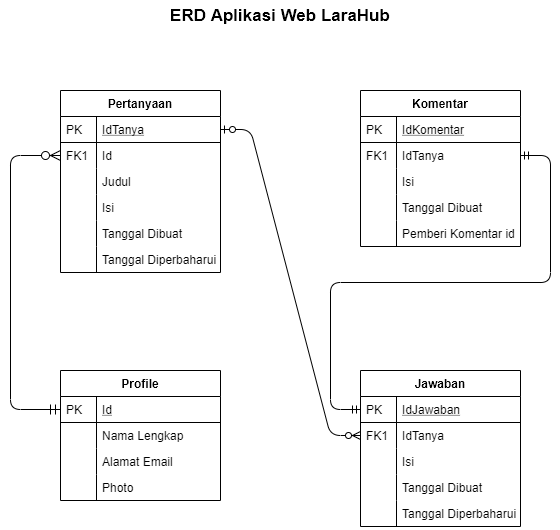 ERD Aplikasi Web LaraHub
Pertanyaan
PK IdTanya
FK1 Id
Judul
Isi
Tanggal Dibuat
Tanggal Diperbaharui
Komentar
PK IdKomentar
FK1 IdTanya
Isi
Tanggal Dibuat
Pemberi Komentar id
Profile
PK Id
Nama Lengkap
Alamat Email
Photo
Jawaban
PK IdJawaban
FK1 IdTanya
Isi
Tanggal Dibuat
Tanggal Diperbaharui